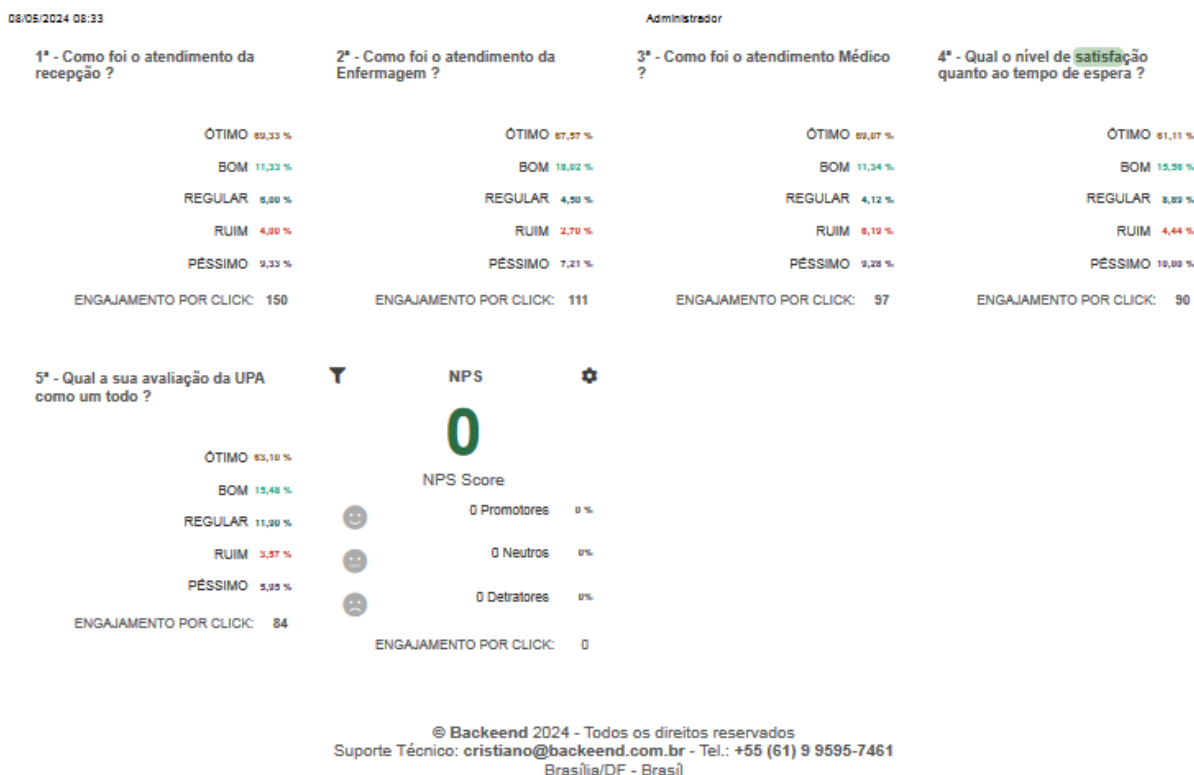 08/05/2024 08:33
Administrador
1ª - Como foi o atendimento da
recepção ?
ÓTIMO 69,33 %
BOM 11,33 %
REGULAR 6,00 %
RUIM 4,00 %
PÉSSIMO 9,33 %
ENGAJAMENTO POR CLICK: 150
2ª - Como foi o atendimento da
Enfermagem ?
ÓTIMO 67,57 %
BOM 18,02 %
REGULAR 4,50 %
RUIM 2,70 %
PÉSSIMO 7,21 %
ENGAJAMENTO POR CLICK: 111
3ª - Como foi o atendimento Médico
?
ÓTIMO 69,07 %
BOM 11,34 %
REGULAR 4,12 %
RUIM 6,19 %
PÉSSIMO 9,28 %
ENGAJAMENTO POR CLICK: 97
4ª - Qual o nível de satisfação
quanto ao tempo de espera ?
ÓTIMO 61,11 %
BOM 15,56 %
REGULAR 8,89 %
RUIM 4,44 %
PÉSSIMO 10,00 %
ENGAJAMENTO POR CLICK: 90
5ª - Qual a sua avaliação da UPA
como um todo ?
ÓTIMO 63,10 %
BOM 15,48 %
REGULAR 11,90 %
RUIM 3,57 %
PÉSSIMO 5,95 %
ENGAJAMENTO POR CLICK: 84
NPS
0
NPS Score
0 Promotores 0 %
0 Neutros 0%
0 Detratores 0%
ENGAJAMENTO POR CLICK: 0
© Backeend 2024 - Todos os direitos reservados
Suporte Técnico: cristiano@backeend.com.br - Tel.: +55 (61) 9 9595-7461
Brasília/DF - Brasil